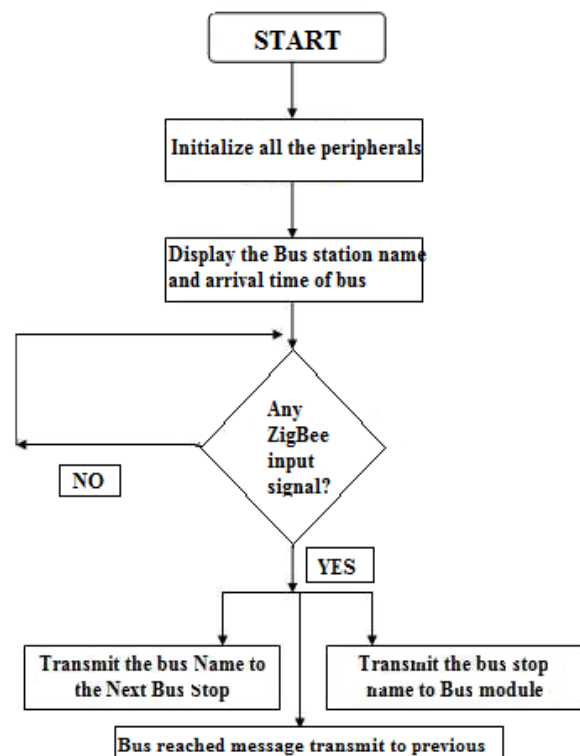 START
Initialize all the peripherals
Display the Bus station name
and arrival time of bus
Any
ZigBee
input
signal?
NO
YES
Transmit the bus Name to
the Next Bus Stop
Transmit the bus stop
name to Bus module
Bus reached message transmit to previous